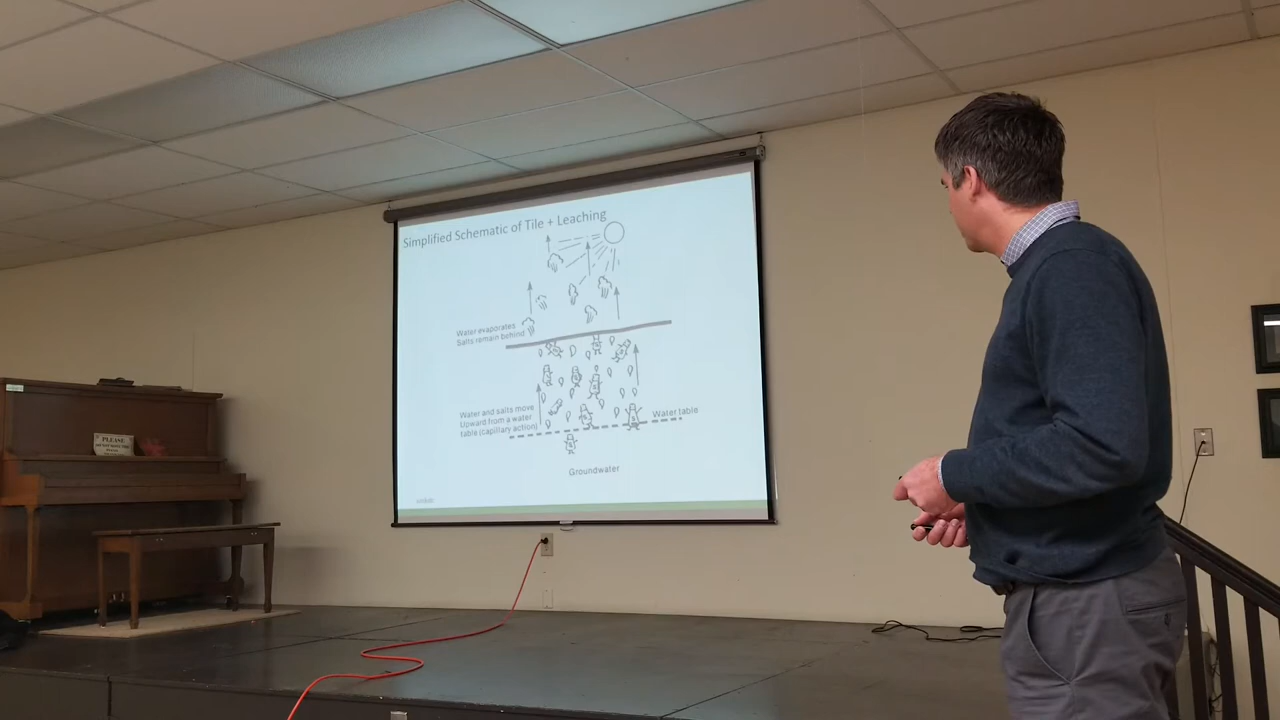 Simplified Schematic of Tile + Leaching
Water evaporates
Salts remain behind
Water and salts move
Upward from a water
table (capillary action)
Water table
Groundwater
PLEASE